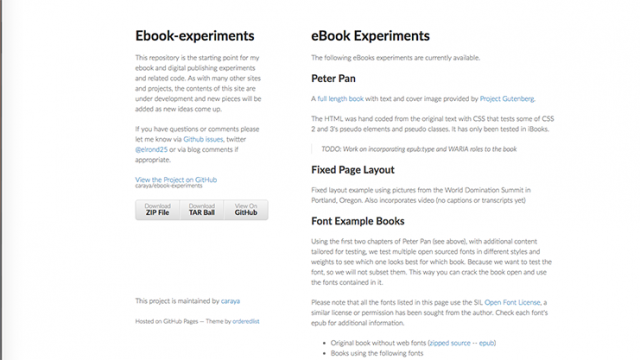 Ebook-experiments
This repository is the starting point for my
ebook and digital publishing experiments
and related code. As with many other sites
and projects, the contents of this site are
under development and new pieces will be
added as new ideas come up.
If you have questions or comments please
let me know via Github issues, twitter
@elrond25 or via blog comments if
appropriate.
View the Project on GitHub
caraya/ebook-experiments
Download
ZIP File
Download
TAR Ball
View On
GitHub
This project is maintained by caraya
Hosted on GitHub Pages — Theme by orderedlist
eBook Experiments
The following eBooks experiments are currently available.
Peter Pan
A full length book with text and cover image provided by Project Gutenberg.
The HTML was hand coded from the original text with CSS that tests some of CSS
2 and 3's pseudo elements and pseudo classes. It has only been tested in iBooks.
TODO: Work on incorporating epub:type and WARIA roles to the book
Fixed Page Layout
Fixed layout example using pictures from the World Domination Summit in
Portland, Oregon. Also incorporates video (no captions or transcripts yet)
Font Example Books
Using the first two chapters of Peter Pan (see above), with additional content
tailored for testing, we test multiple open sourced fonts in different styles and
weights to see which one looks best for which book. Because we want to test the
font, so we will not subset them. This way you can crack the book open and use
the fonts contained in it.
Please note that all the fonts listed in this page use the SIL Open Font License, a
similar license or permission has been sought from the author. Check each font's
epub for additional information.
• Original book without web fonts (zipped source -- epub)
• Books using the following fonts